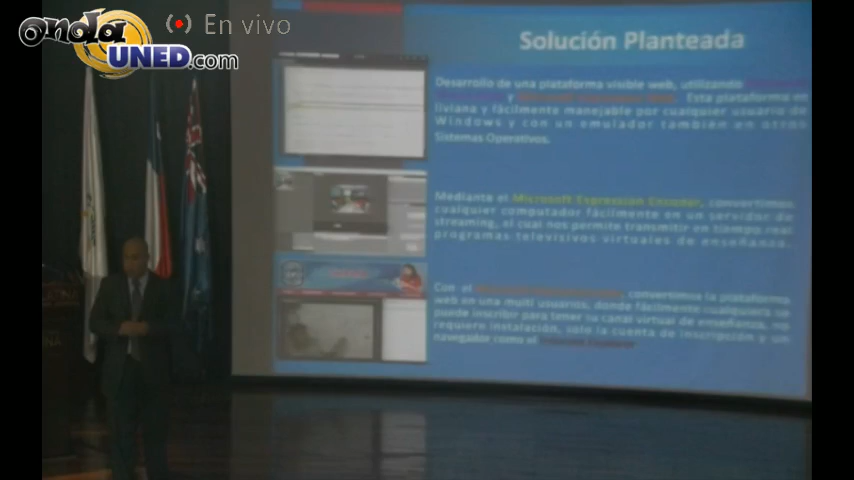 onda UNED.com
En vivo
Solución Planteada
Desarrollo de una plataforma visible web, utilizando
y Esta plataforma es
liviana y fácilmente manejable por cualquier usuario de
Windows y con un emulador también en otros
Sistemas Operativos.
Mediante el Microsoft Expression Encoder, convertimos
cualquier computador fácilmente en un servidor de
streaming, el cual nos permite transmitir en tiempo real
programas televisivos virtuales de enseñanza.
Con el convertimos la plataforma
web en una multi usuarios, donde fácilmente cualquiera se
puede inscribir para tener su canal virtual de enseñanza, no
requiere instalación, solo la cuenta de inscripción y un
navegador como el